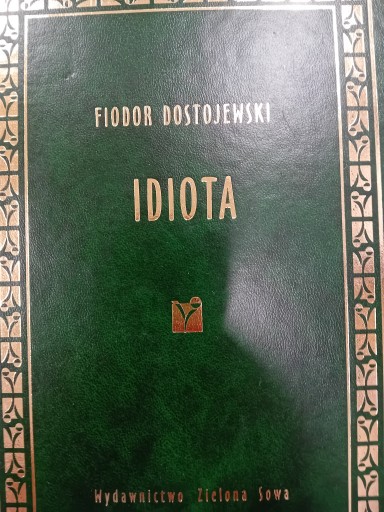 FIODOR DOSTOJEWSKI
IDIOTA
Wydawnictwo Zielona Sowa